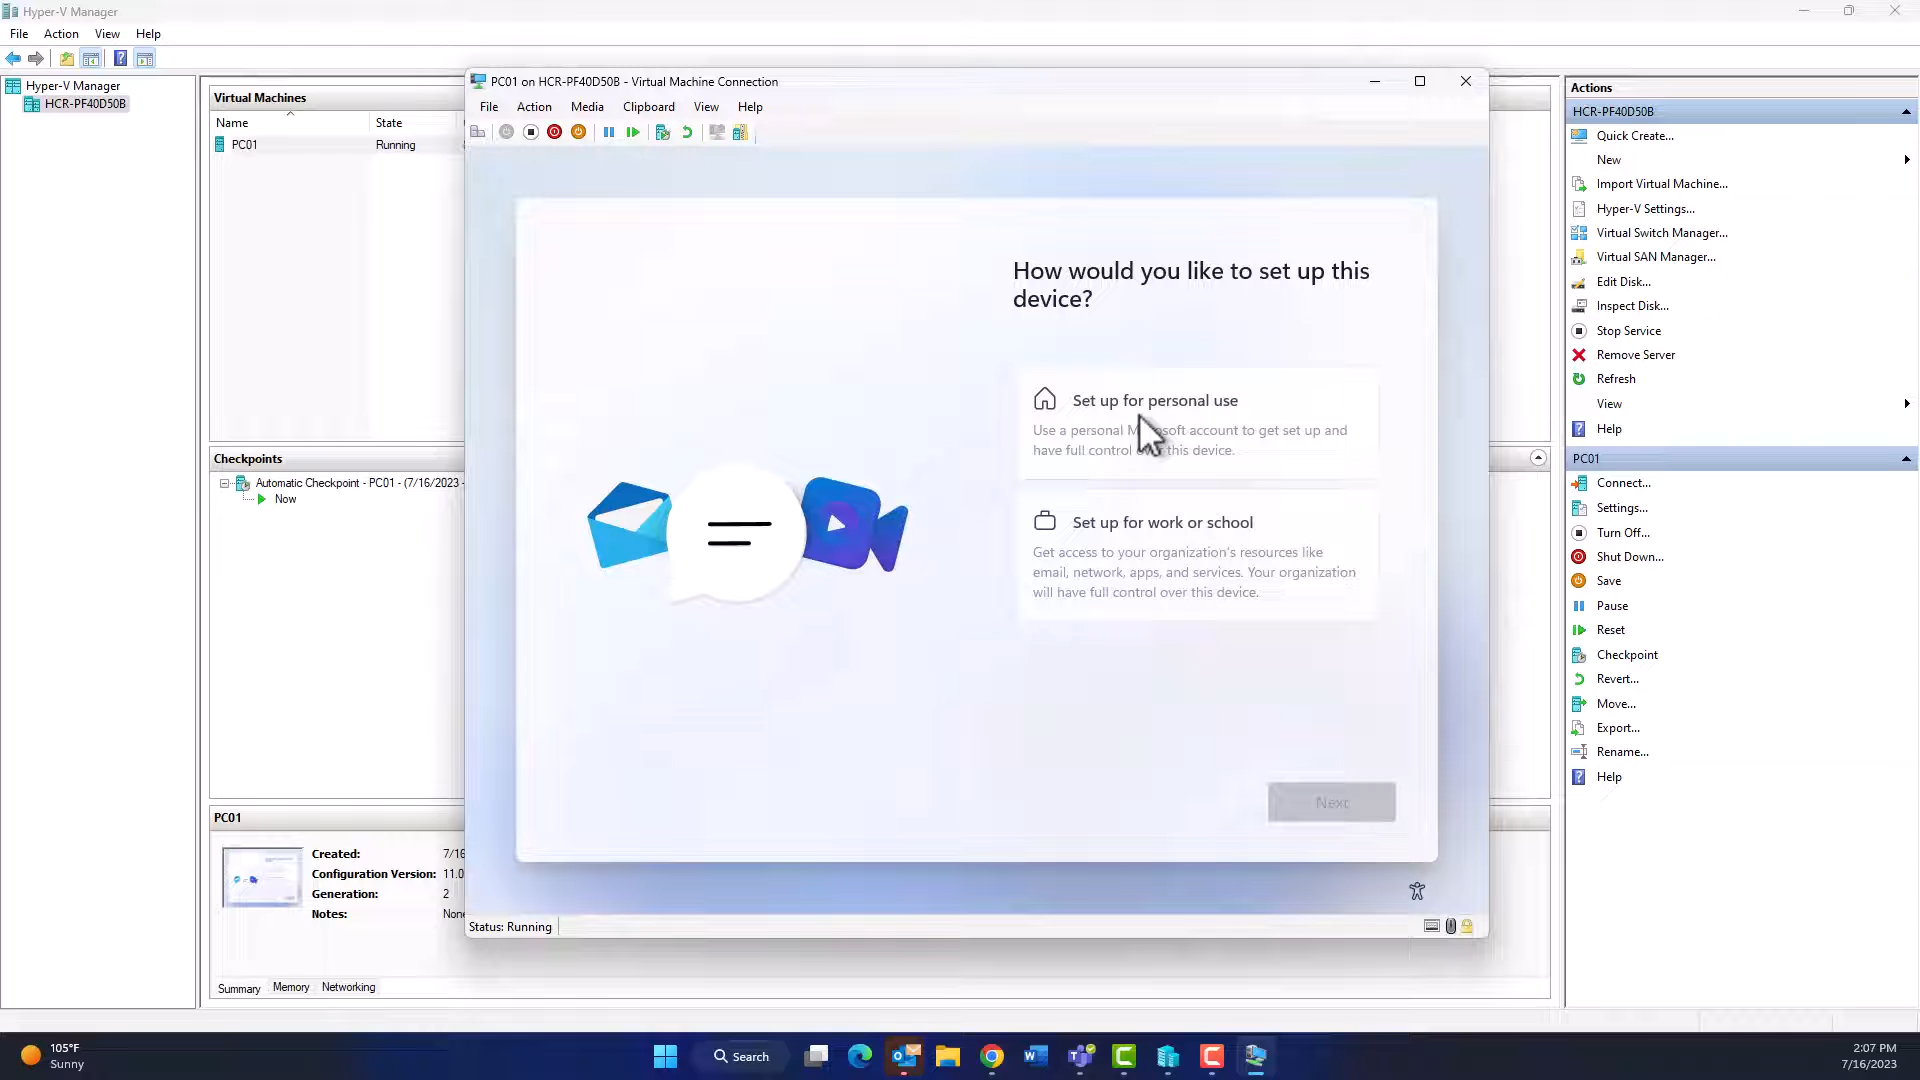 Hyper-V Manager
File Action View Help
Hyper-V Manager
HCR-PF40D50B
Virtual Machines
Name State
PC01 Running
Checkpoints
Automatic Checkpoint - PC01 - (7/16/2023 -
Now
PC01
Created: 7/16
Configuration Version: 11.0
Generation: 2
Notes: None
Summary Memory Networking
PC01 on HCR-PF40D50B - Virtual Machine Connection
File Action Media Clipboard View Help
How would you like to set up this
device?
Set up for personal use
Use a personal M soft account to get set up and
have full control this device.
Set up for work or school
Get access to your organization's resources like
email, network, apps, and services. Your organization
will have full control over this device.
Next
Status: Running
Actions
HCR-PF40D50B
Quick Create...
New
Import Virtual Machine...
Hyper-V Settings...
Virtual Switch Manager...
Virtual SAN Manager...
Edit Disk...
Inspect Disk...
Stop Service
Remove Server
Refresh
View
Help
PC01
Connect...
Settings...
Turn Off...
Shut Down...
Save
Pause
Reset
Checkpoint
Revert...
Move...
Export...
Rename...
Help
105°F
Sunny
Search
2:07 PM
7/16/2023